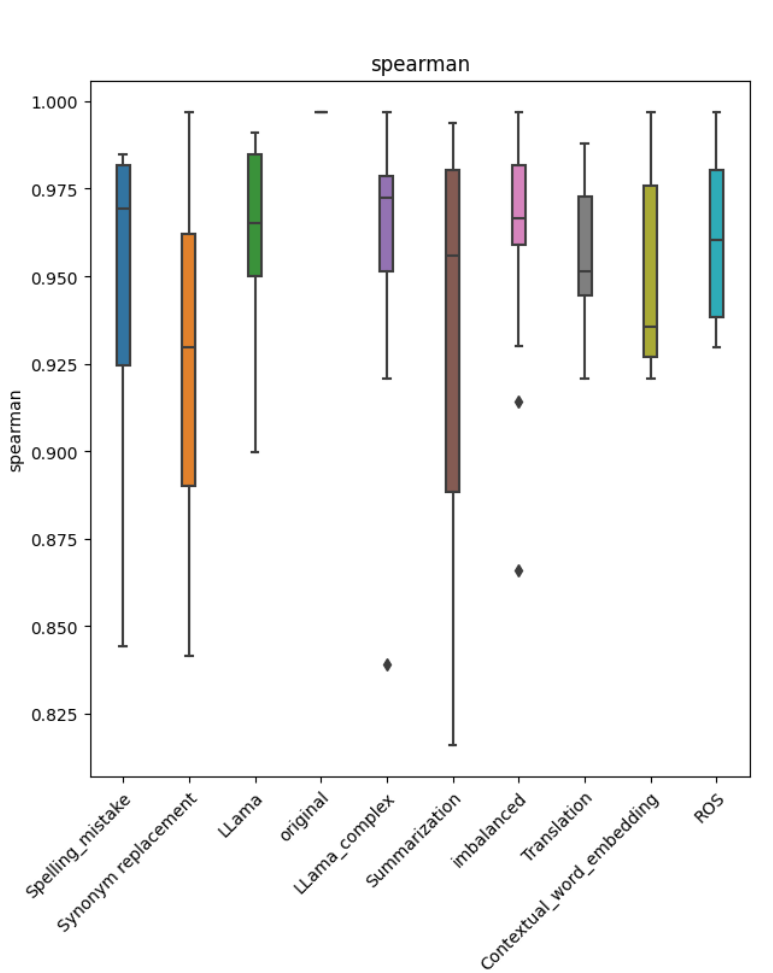 spearman
1.000
0.975
0.950
0.925
0.900
0.875
0.850
0.825
spearman
Spelling_mistake
Synonym replacement
LLama
original
LLama_complex
Summarization
imbalanced
Translation
Contextual_word_embedding
ROS